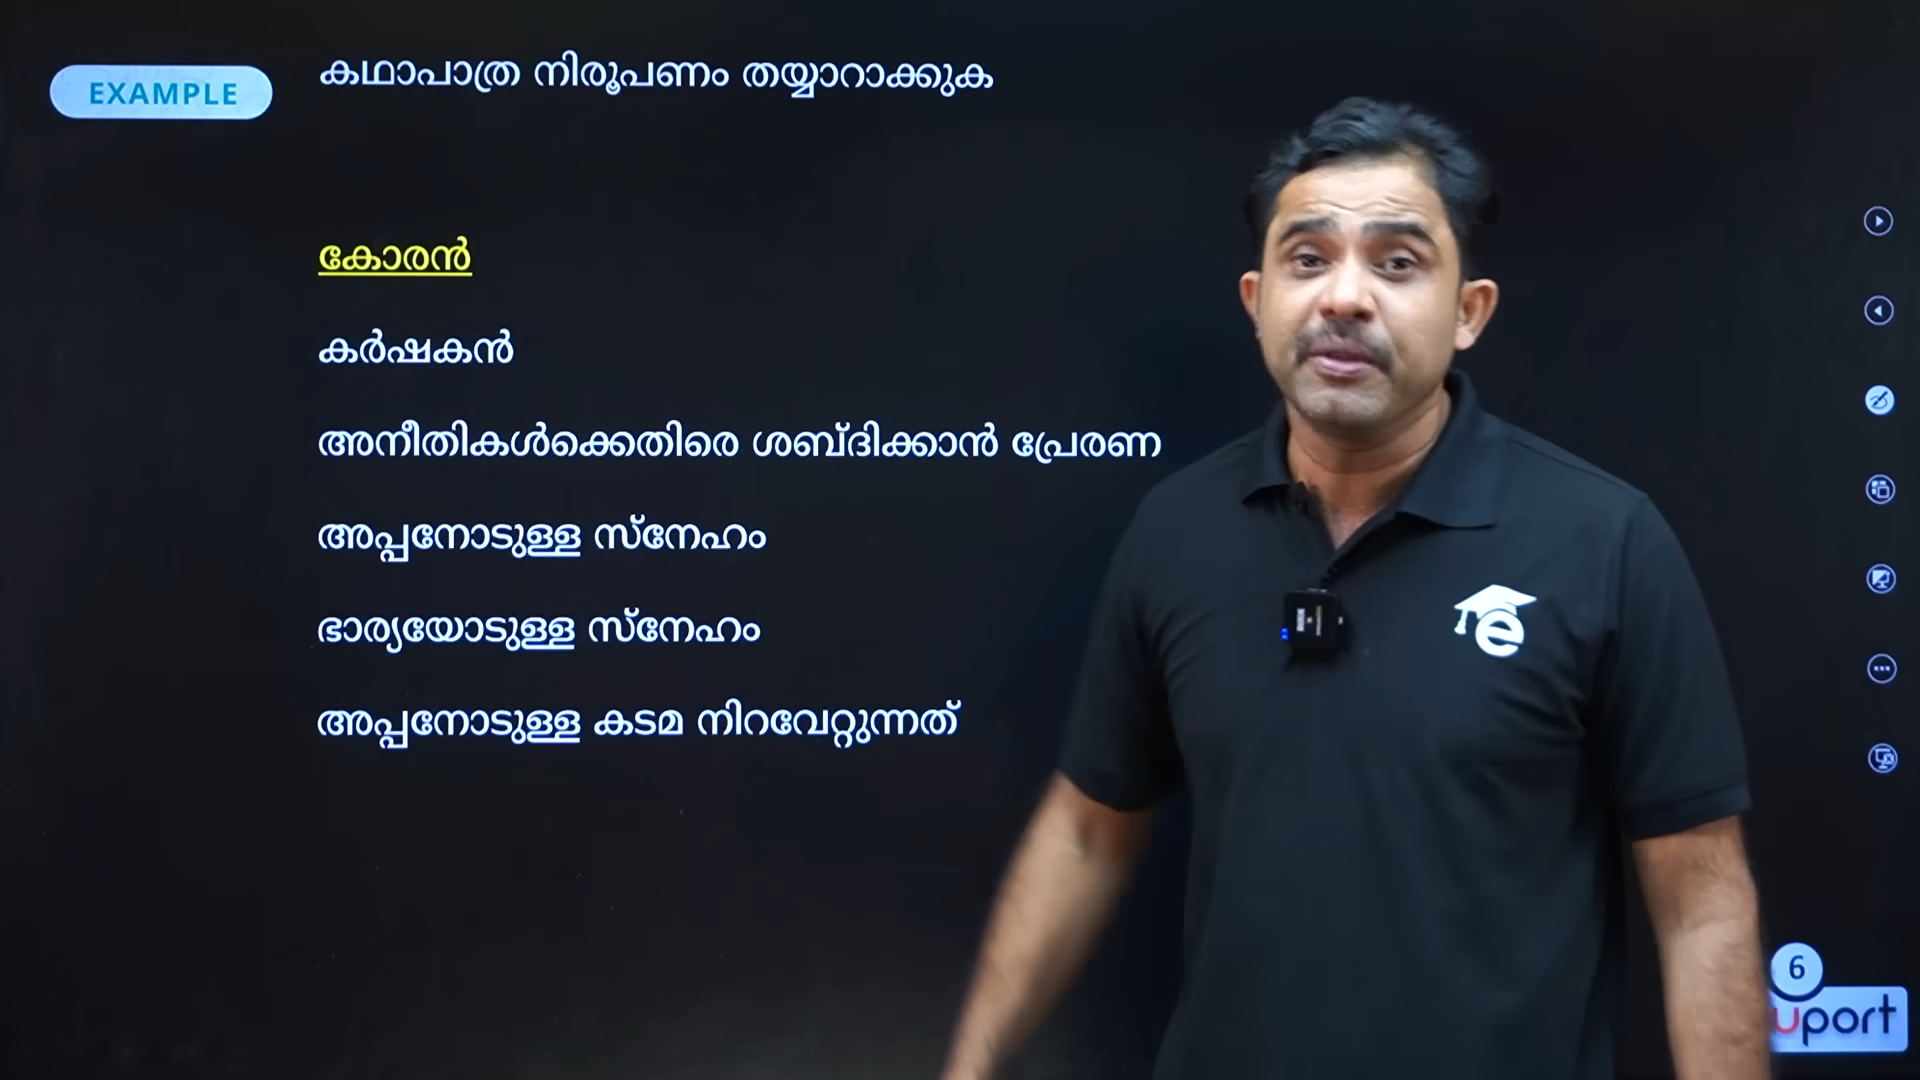 EXAMPLE
കഥാപാത്ര നിരൂപണം തയ്യാറാക്കുക
കോരൻ
കർഷകൻ
അനീതികൾക്കെതിരെ ശബ്ദിക്കാൻ പ്രേരണ
അപ്പനോടുള്ള സ്നേഹം
ഭാര്യയോടുള്ള സ്നേഹം
അപ്പനോടുള്ള കടമ നിറവേറ്റുന്നത്
e
6
uport